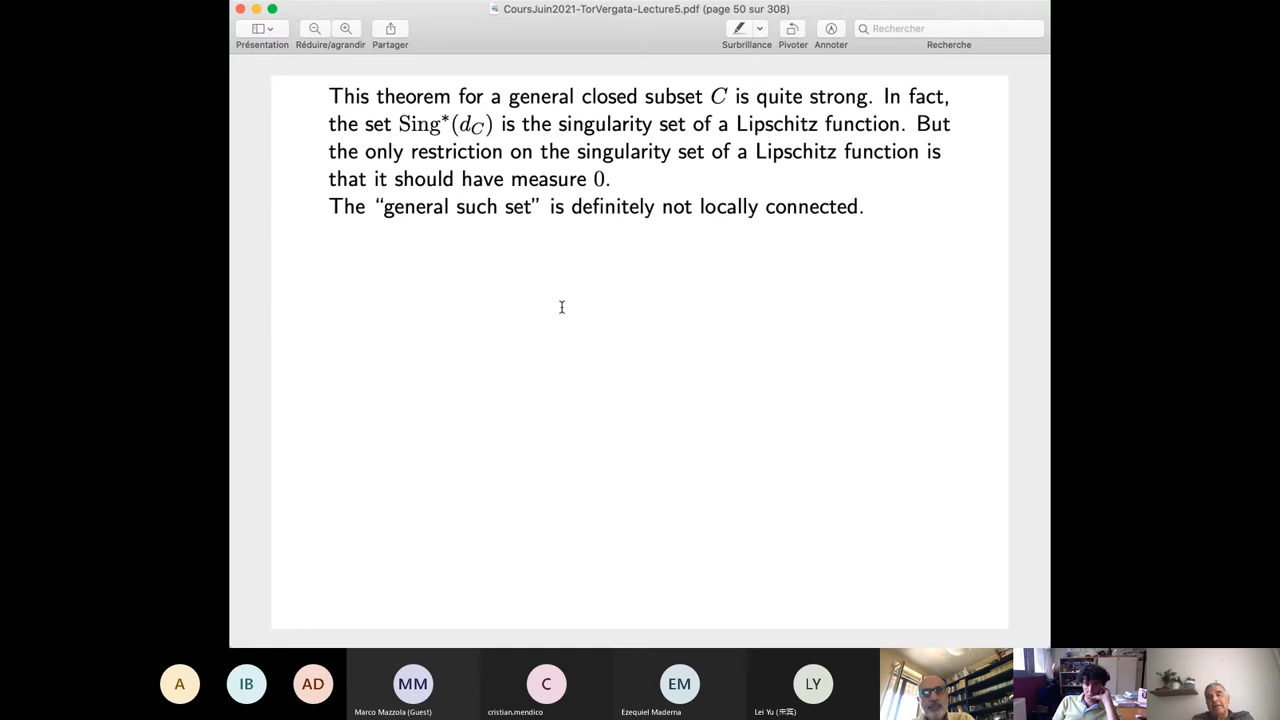 CoursJuin2021-TorVergata-Lecture5.pdf (page 50 sur 308)
Présentation
Réduire/agrandir
Partager
Surbrillance
Pivoter
Annoter
Rechercher
Recherche
This theorem for a general closed subset C is quite strong. In fact,
the set Sing*(d_C) is the singularity set of a Lipschitz function. But
the only restriction on the singularity set of a Lipschitz function is
that it should have measure 0.
The “general such set” is definitely not locally connected.
A
IB
AD
MM
C
EM
LY
Marco Mazzola (Guest)
cristian.mendico
Ezequiel Maderna
Lei Yu (宋宾)